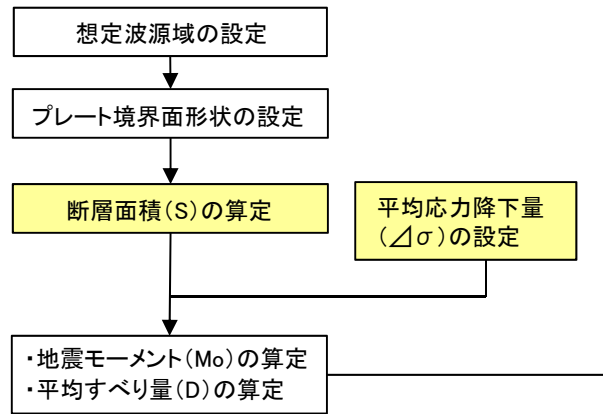 想定波源域の設定
プレート境界面形状の設定
断層面積(S)の算定
平均応力降下量
(⊿σ)の設定
・地震モーメント(Mo)の算定
・平均すべり量(D)の算定